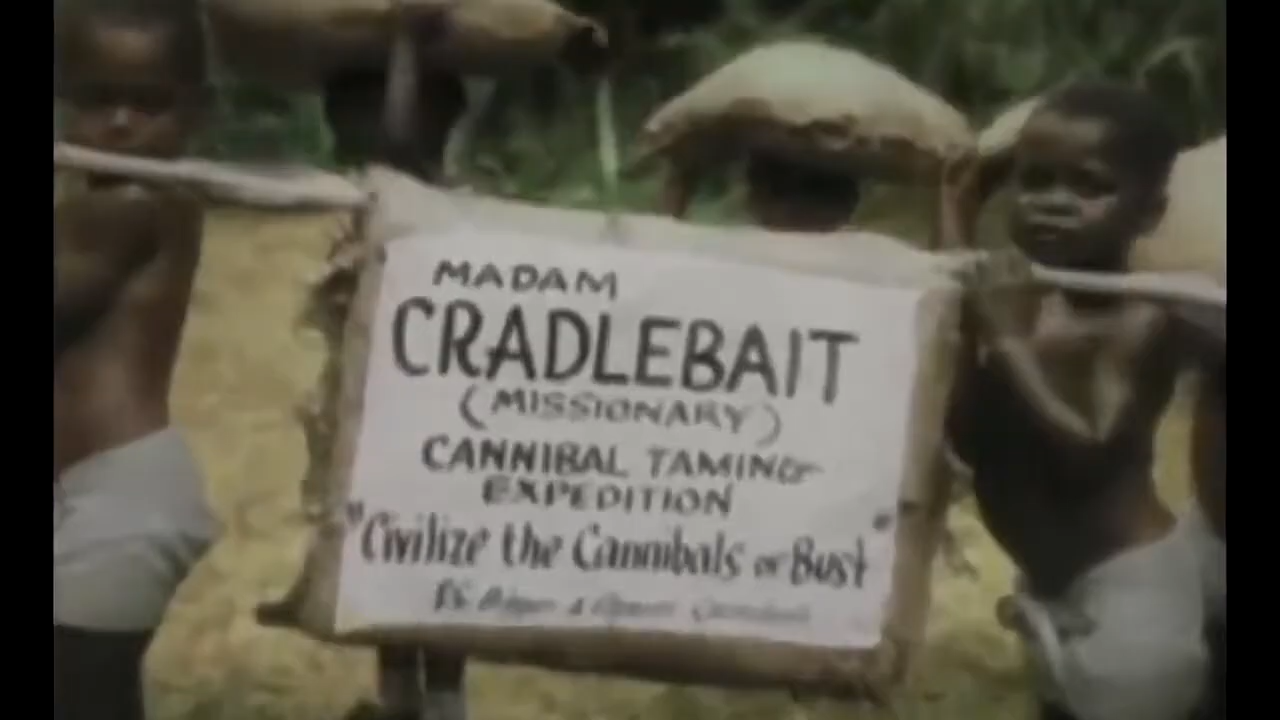 MADAM
CRADLEBAIT
(MISSIONARY)
CANNIBAL TAMING
EXPEDITION
"Civilize the Cannibals or Bust"